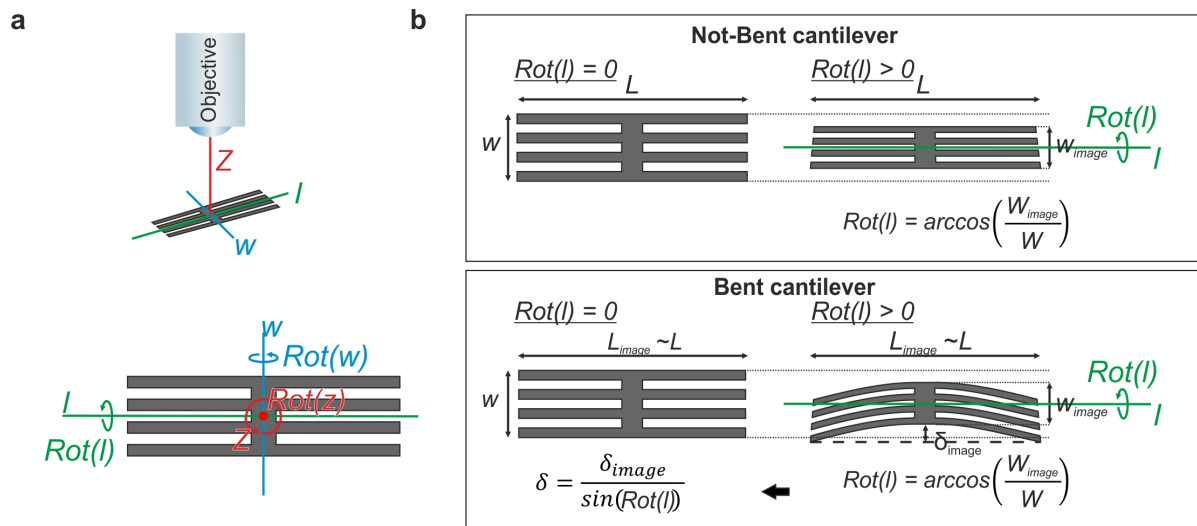 a
Objective
Z
l
w
w
Rot(w)
Rot(z)
l
Z
Rot(l)
b
Not-Bent cantilever
Rot(l) = 0
Rot(l) > 0
L
L
w
Rot(l)
W_image
l
Rot(l) = arccos(W_image/W)
Bent cantilever
Rot(l) = 0
Rot(l) > 0
L_image ~L
L_image ~L
w
Rot(l)
W_image
l
δ_image
δ = δ_image/sin(Rot(l))
Rot(l) = arccos(W_image/W)